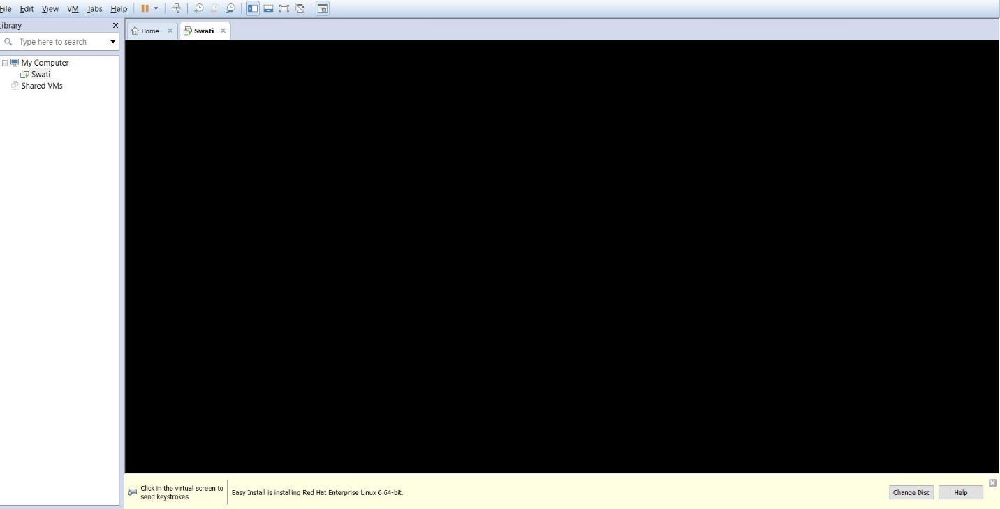 File Edit View VM Tabs Help
Library
Home
Swati
Type here to search
My Computer
Swati
Shared VMs
Click in the virtual screen to
send keystrokes
Easy Install is installing Red Hat Enterprise Linux 6 64-bit.
Change Disc
Help